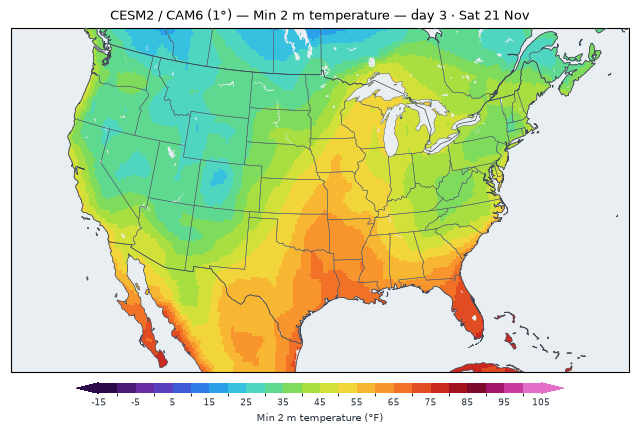 CESM2 / CAM6 (1°) — Min 2 m temperature — day 3 · Sat 21 Nov
-15 -5 5 15 25 35 45 55 65 75 85 95 105
Min 2 m temperature (°F)